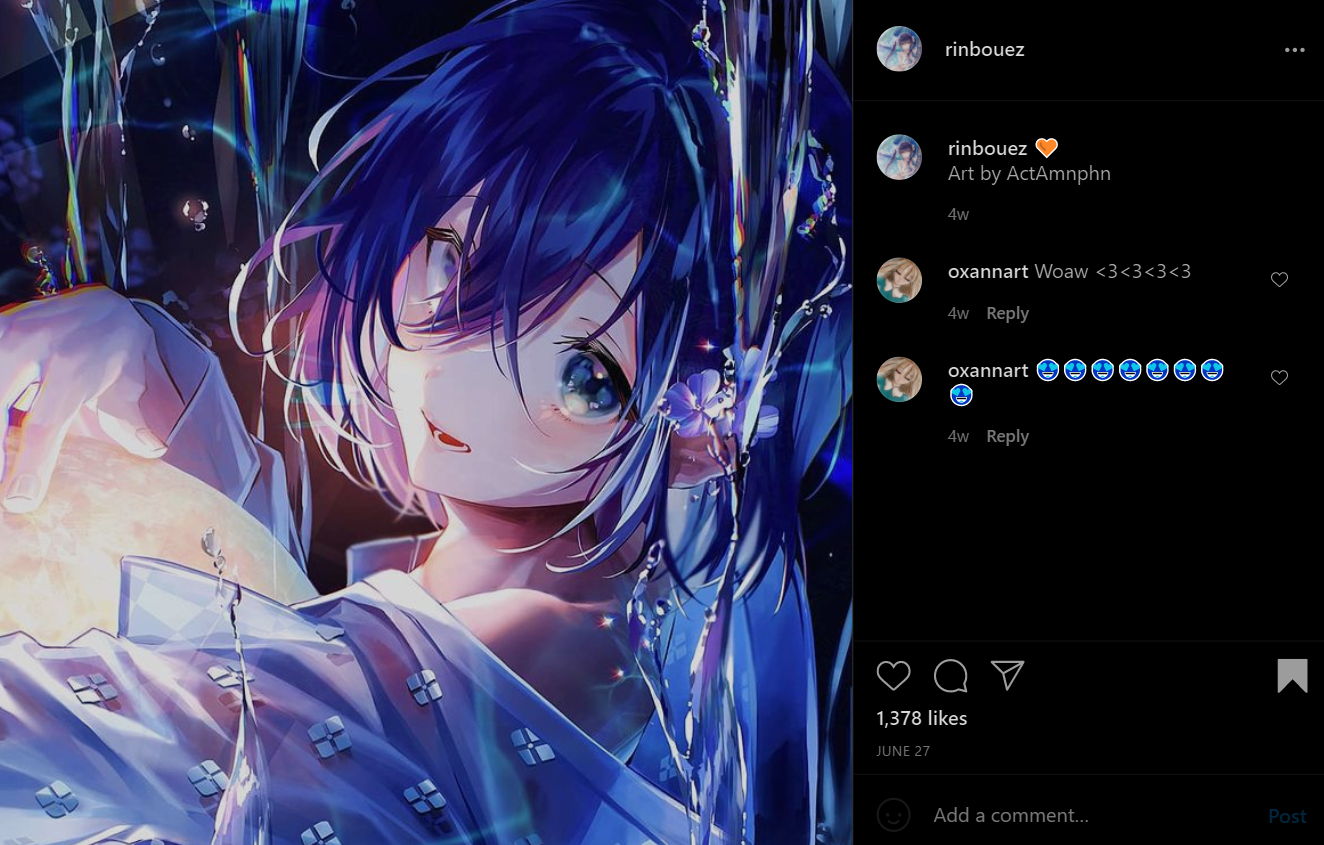 rinbouez
rinbouez 🧡
Art by ActAmnphn
4w
oxannart Woaw <3<3<3<3
4w Reply
oxannart 🤩🤩🤩🤩🤩🤩🤩
🤩
4w Reply
1,378 likes
JUNE 27
Add a comment...
Post